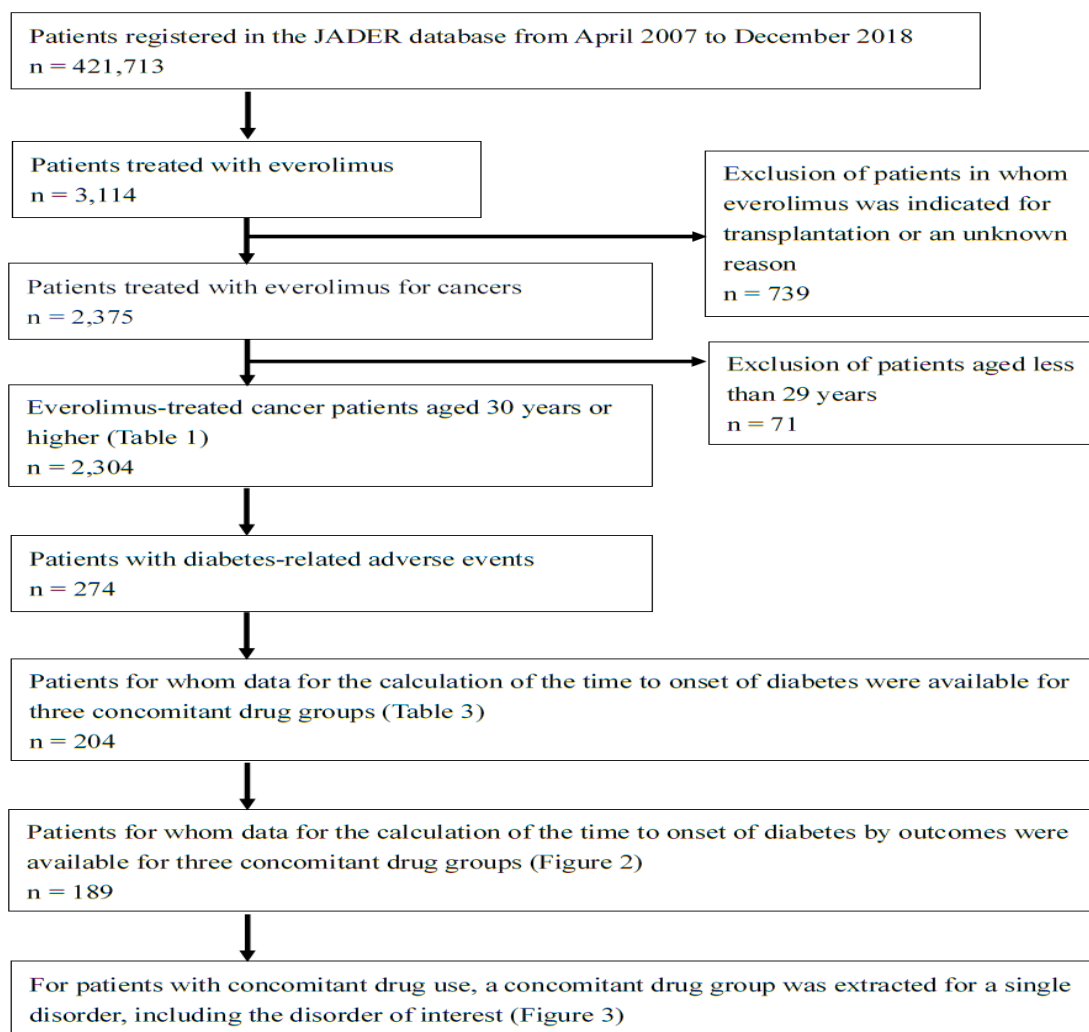 Patients registered in the JADER database from April 2007 to December 2018
n = 421,713
Patients treated with everolimus
n = 3,114
Exclusion of patients in whom
everolimus was indicated for
transplantation or an unknown
reason
n = 739
Patients treated with everolimus for cancers
n = 2,375
Exclusion of patients aged less
than 29 years
n = 71
Everolimus-treated cancer patients aged 30 years or
higher (Table 1)
n = 2,304
Patients with diabetes-related adverse events
n = 274
Patients for whom data for the calculation of the time to onset of diabetes were available for
three concomitant drug groups (Table 3)
n = 204
Patients for whom data for the calculation of the time to onset of diabetes by outcomes were
available for three concomitant drug groups (Figure 2)
n = 189
For patients with concomitant drug use, a concomitant drug group was extracted for a single
disorder, including the disorder of interest (Figure 3)